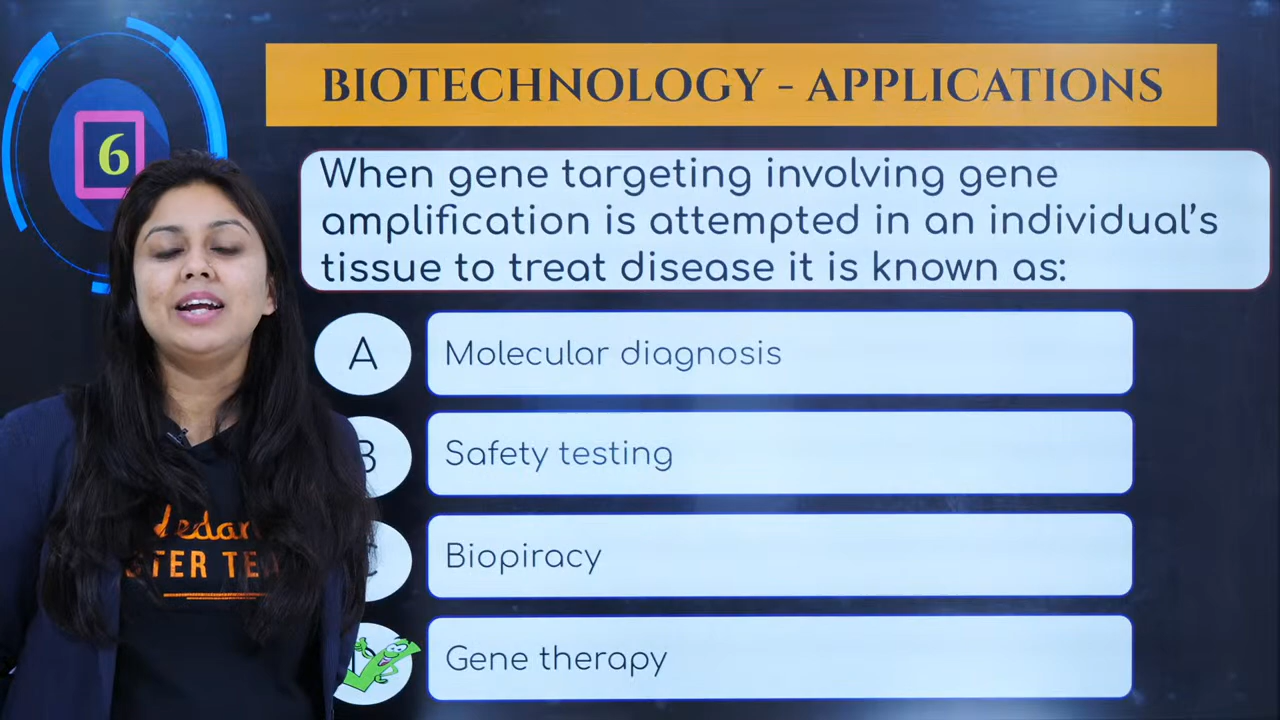 6
BIOTECHNOLOGY - APPLICATIONS
When gene targeting involving gene
amplification is attempted in an individual's
tissue to treat disease it is known as:
A
Molecular diagnosis
B
Safety testing
C
Biopiracy
D
Gene therapy